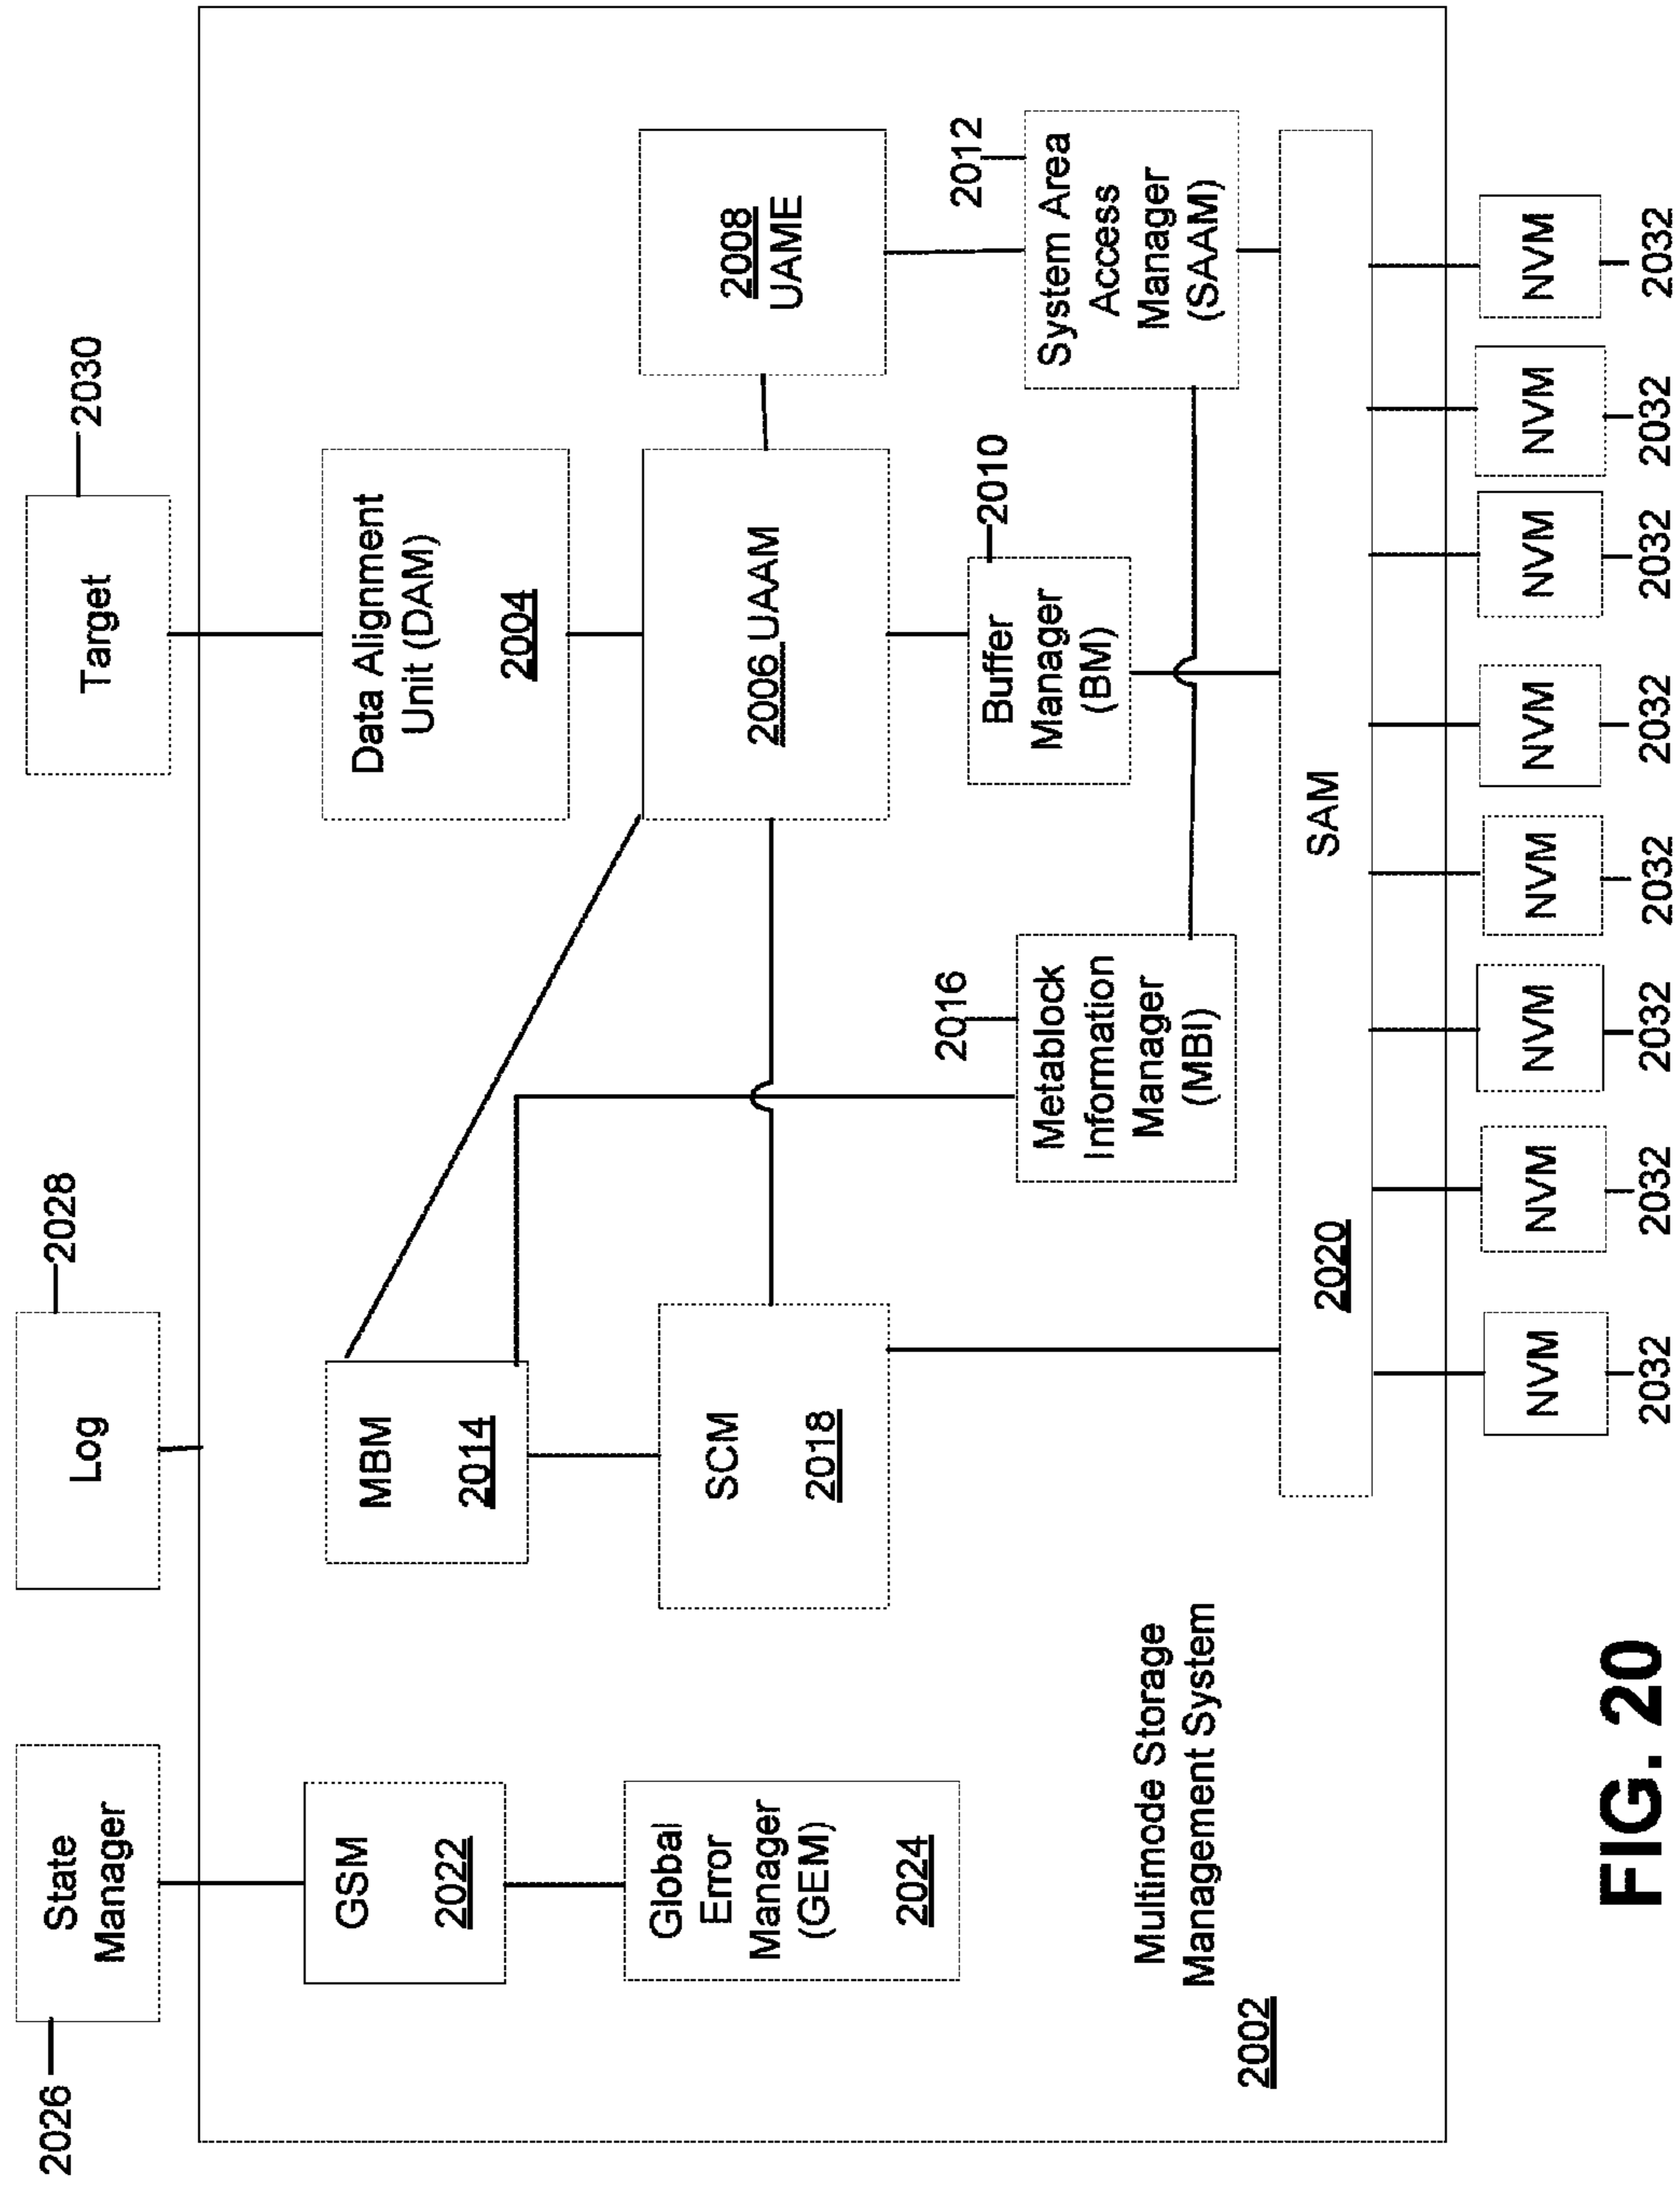 2026
State
Manager
Log
2028
Target
2030
GSM
2022
Global
Error
Manager
(GEM)
2024
MBM
2014
SCM
2018
Data Alignment
Unit (DAM)
2004
2006 UAAM
2008
UAME
2010
Buffer
Manager
(BM)
2012
System Area
Access
Manager
(SAAM)
2016
Metablock
Information
Manager
(MBI)
Multimode Storage
Management System
2002
2020
SAM
NVM
NVM
NVM
NVM
NVM
NVM
NVM
NVM
2032
2032
2032
2032
2032
2032
2032
2032
FIG. 20